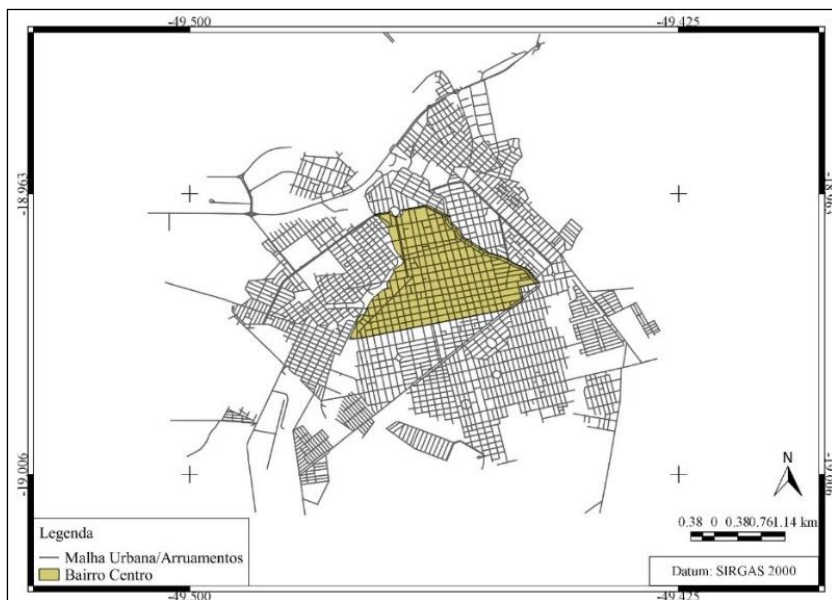 -49.500
-49.425
-18.963
-18.963
-19.006
-19.006
N
0.38 0 0.38 0.76 1.14 km
Legenda
Malha Urbana/Arruamentos
Bairro Centro
Datum: SIRGAS 2000
-49.500
-49.425